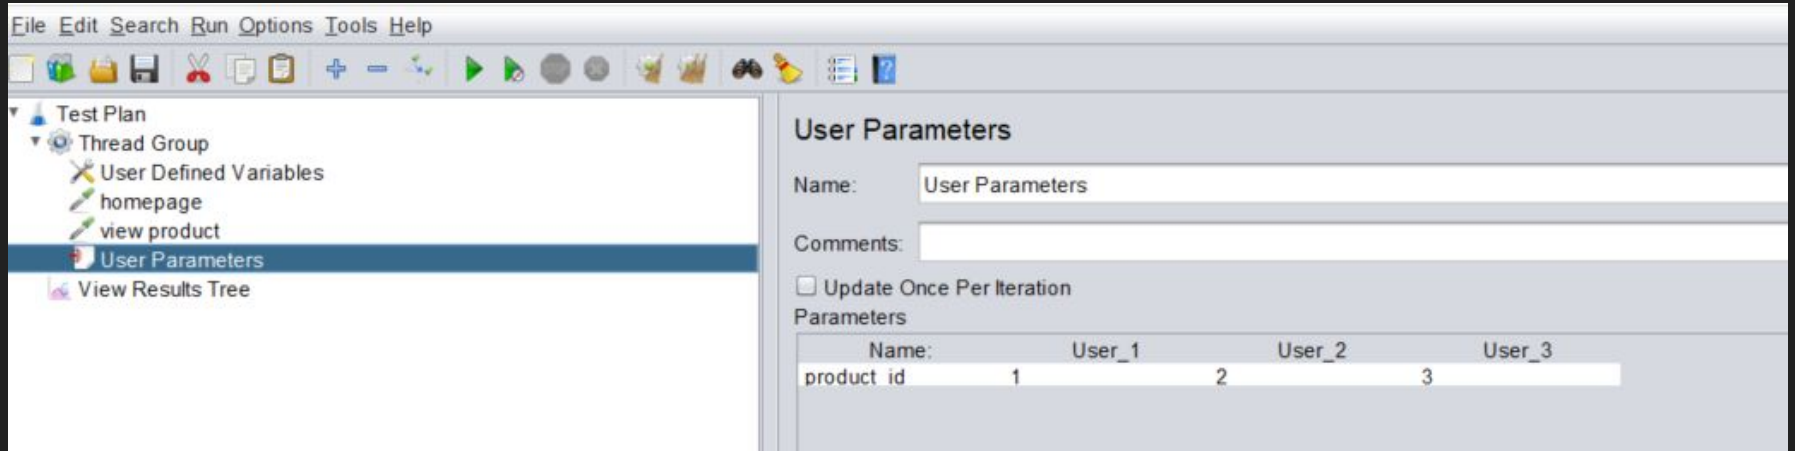 File Edit Search Run Options Tools Help
Test Plan
Thread Group
User Defined Variables
homepage
view product
User Parameters
View Results Tree
User Parameters
Name: User Parameters
Comments:
Update Once Per Iteration
Parameters
Name: User_1 User_2 User_3
product_id 1 2 3